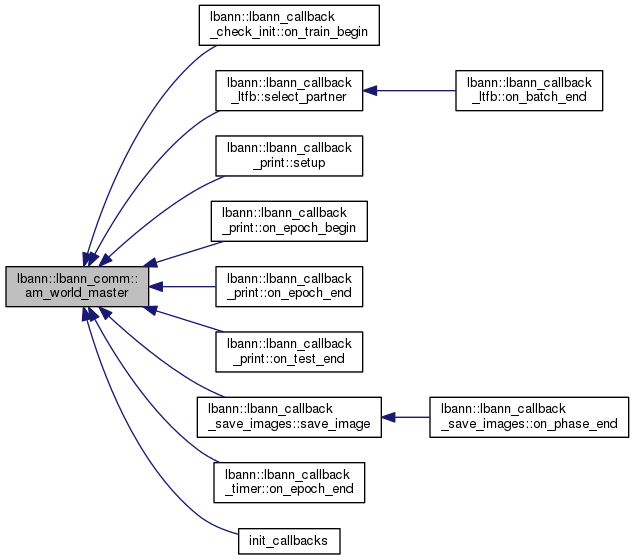 lbann::lbann_callback
_check_init::on_train_begin
lbann::lbann_callback
_ltfb::select_partner
lbann::lbann_callback
_ltfb::on_batch_end
lbann::lbann_callback
_print::setup
lbann::lbann_callback
_print::on_epoch_begin
lbann::lbann_comm::
am_world_master
lbann::lbann_callback
_print::on_epoch_end
lbann::lbann_callback
_print::on_test_end
lbann::lbann_callback
_save_images::save_image
lbann::lbann_callback
_save_images::on_phase_end
lbann::lbann_callback
_timer::on_epoch_end
init_callbacks